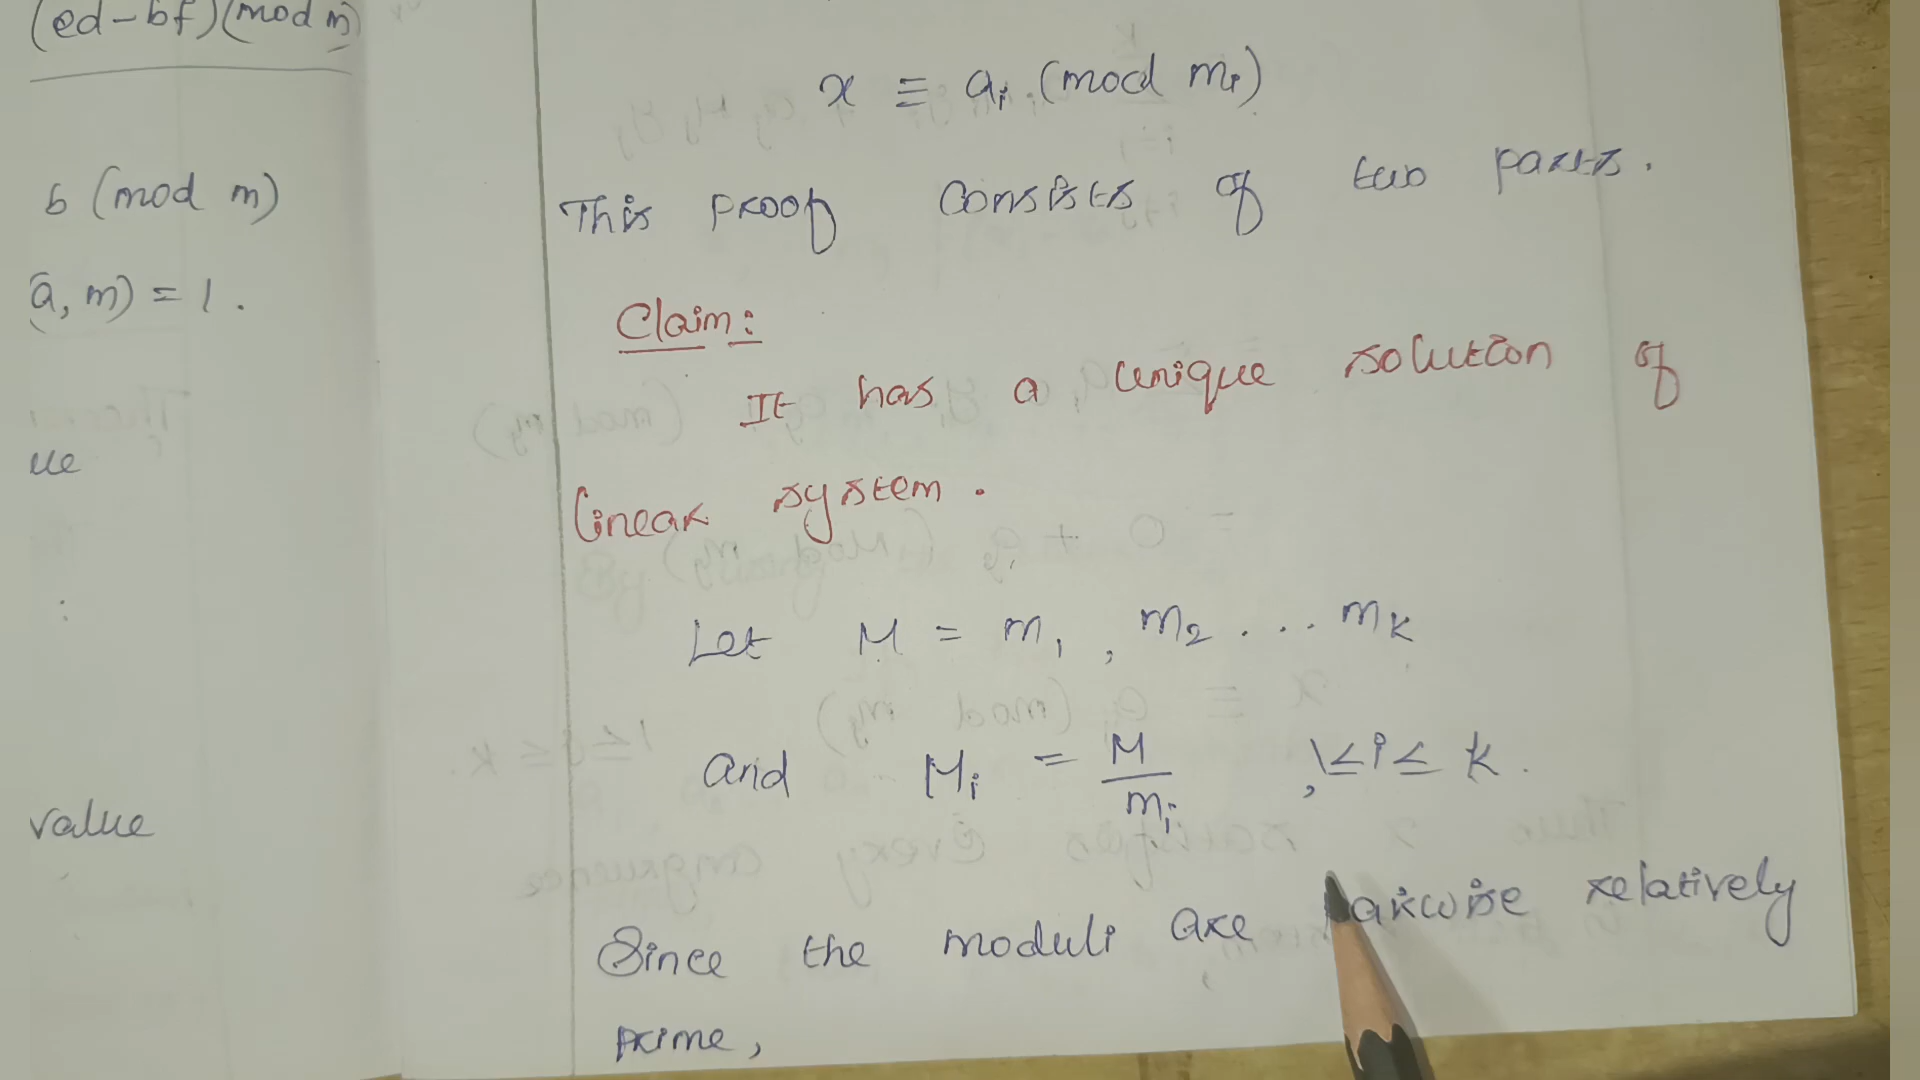 (ed-bf)(mod m)
b (mod m)
(a, m) = 1.
ue
:
value
x ≡ ai (mod mi)
This proof consists of two parts.
Claim:
It has a unique solution of
linear system.
Let M = m1, m2 ... mk
and Mi = M/mi, 1≤i≤k.
Since the moduli are pairwise relatively
prime,